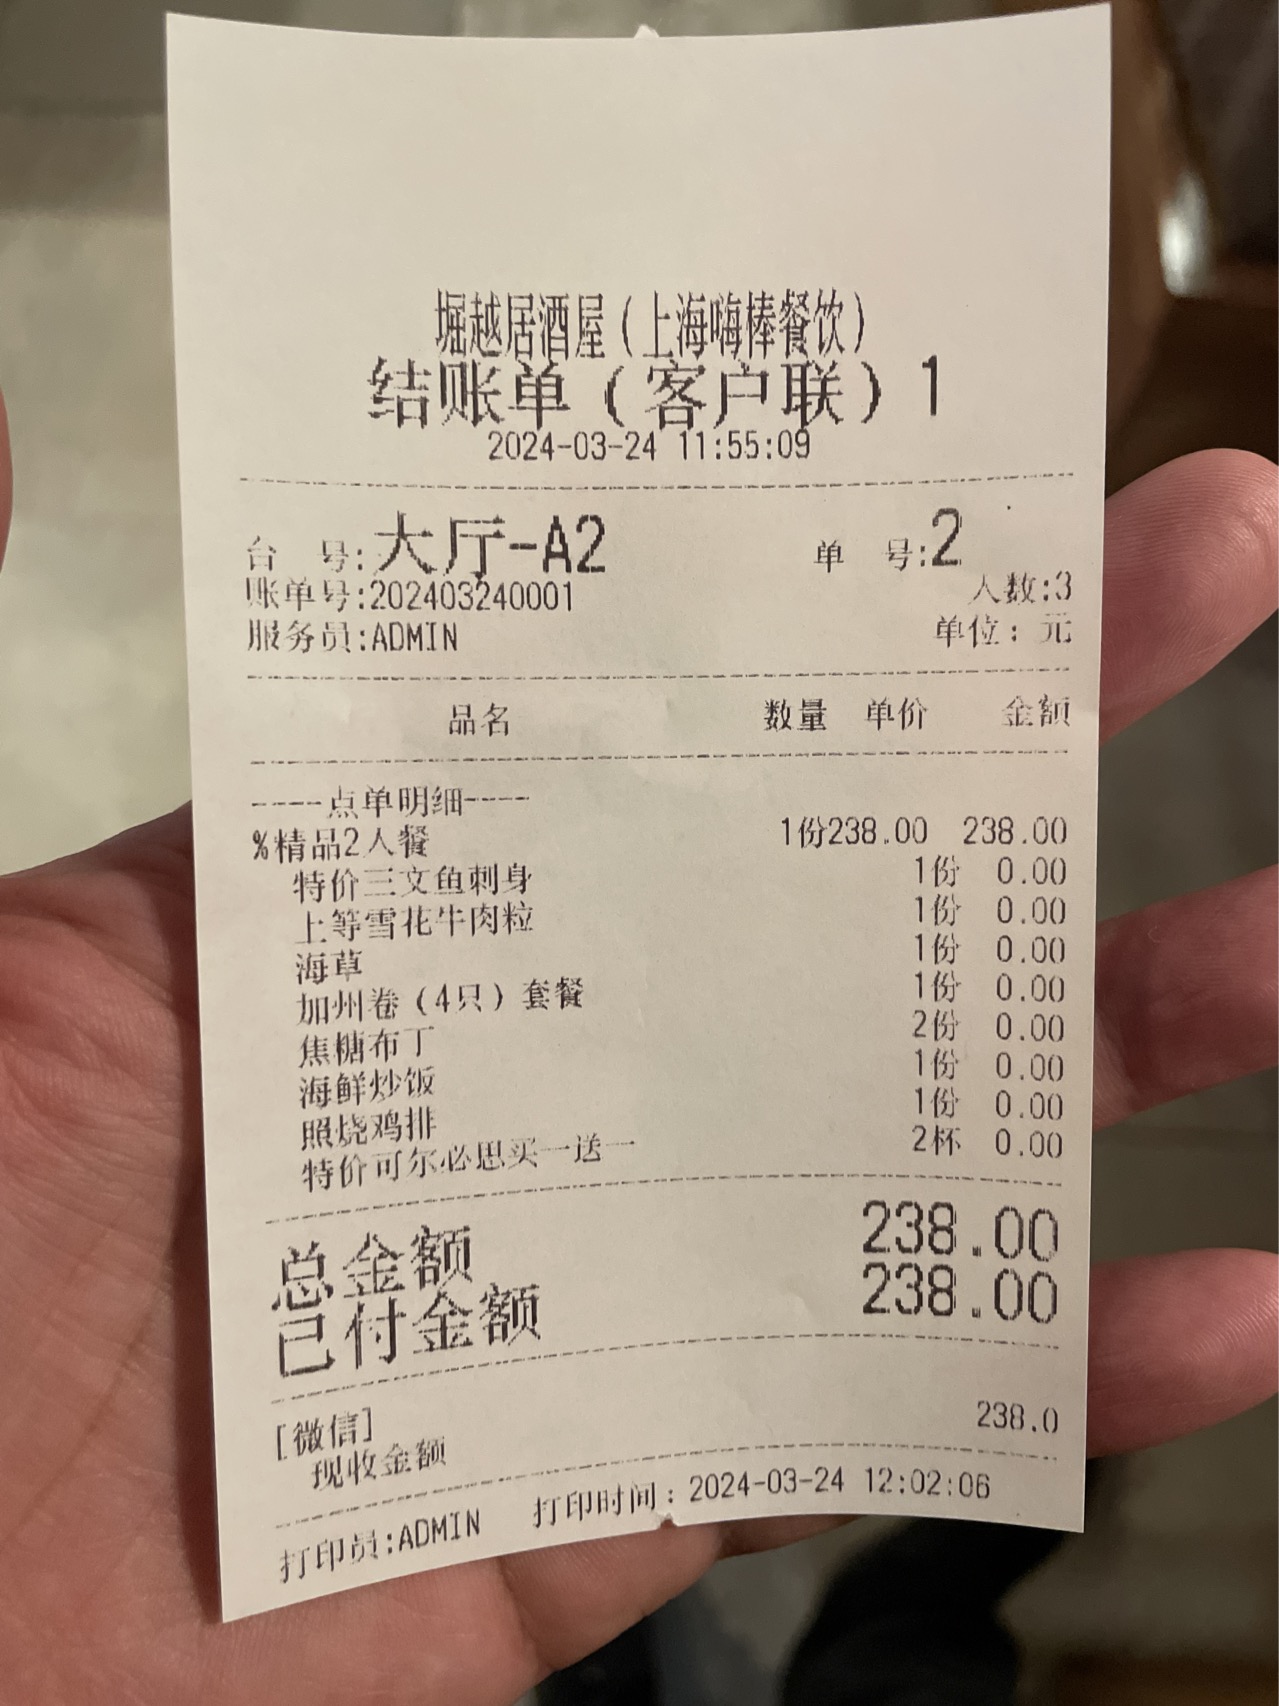 堀越居酒屋（上海嗨棒餐饮）
结账单（客户联）1
2024-03-24 11:55:09
台 号:大厅-A2 单 号:2
账单号:202403240001 人数:3
服务员:ADMIN 单位：元
品名 数量 单价 金额
----点单明细----
%精品2人餐 1份238.00 238.00
特价三文鱼刺身 1份 0.00
上等雪花牛肉粒 1份 0.00
海草 1份 0.00
加州卷（4只）套餐 1份 0.00
焦糖布丁 2份 0.00
海鲜炒饭 1份 0.00
照烧鸡排 1份 0.00
特价可尔必思买一送一 2杯 0.00
总金额 238.00
已付金额 238.00
[微信] 238.0
现收金额
打印员:ADMIN 打印时间：2024-03-24 12:02:06